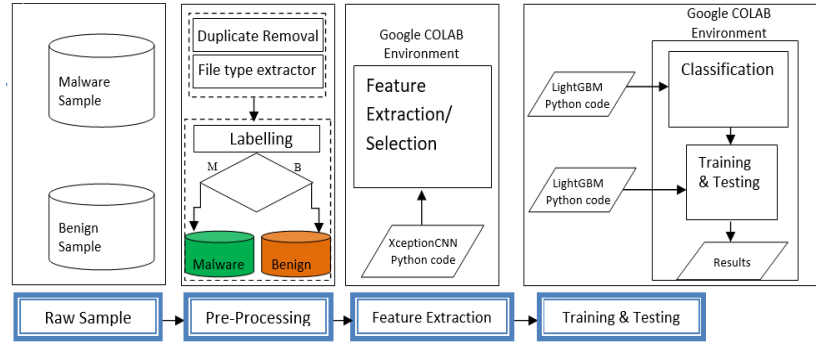 Malware
Sample
Benign
Sample
Duplicate Removal
File type extractor
Labelling
M
B
Malware
Benign
Google COLAB
Environment
Feature
Extraction/
Selection
XceptionCNN
Python code
Google COLAB
Environment
Classification
LightGBM
Python code
Training
& Testing
LightGBM
Python code
Results
Raw Sample
Pre-Processing
Feature Extraction
Training & Testing